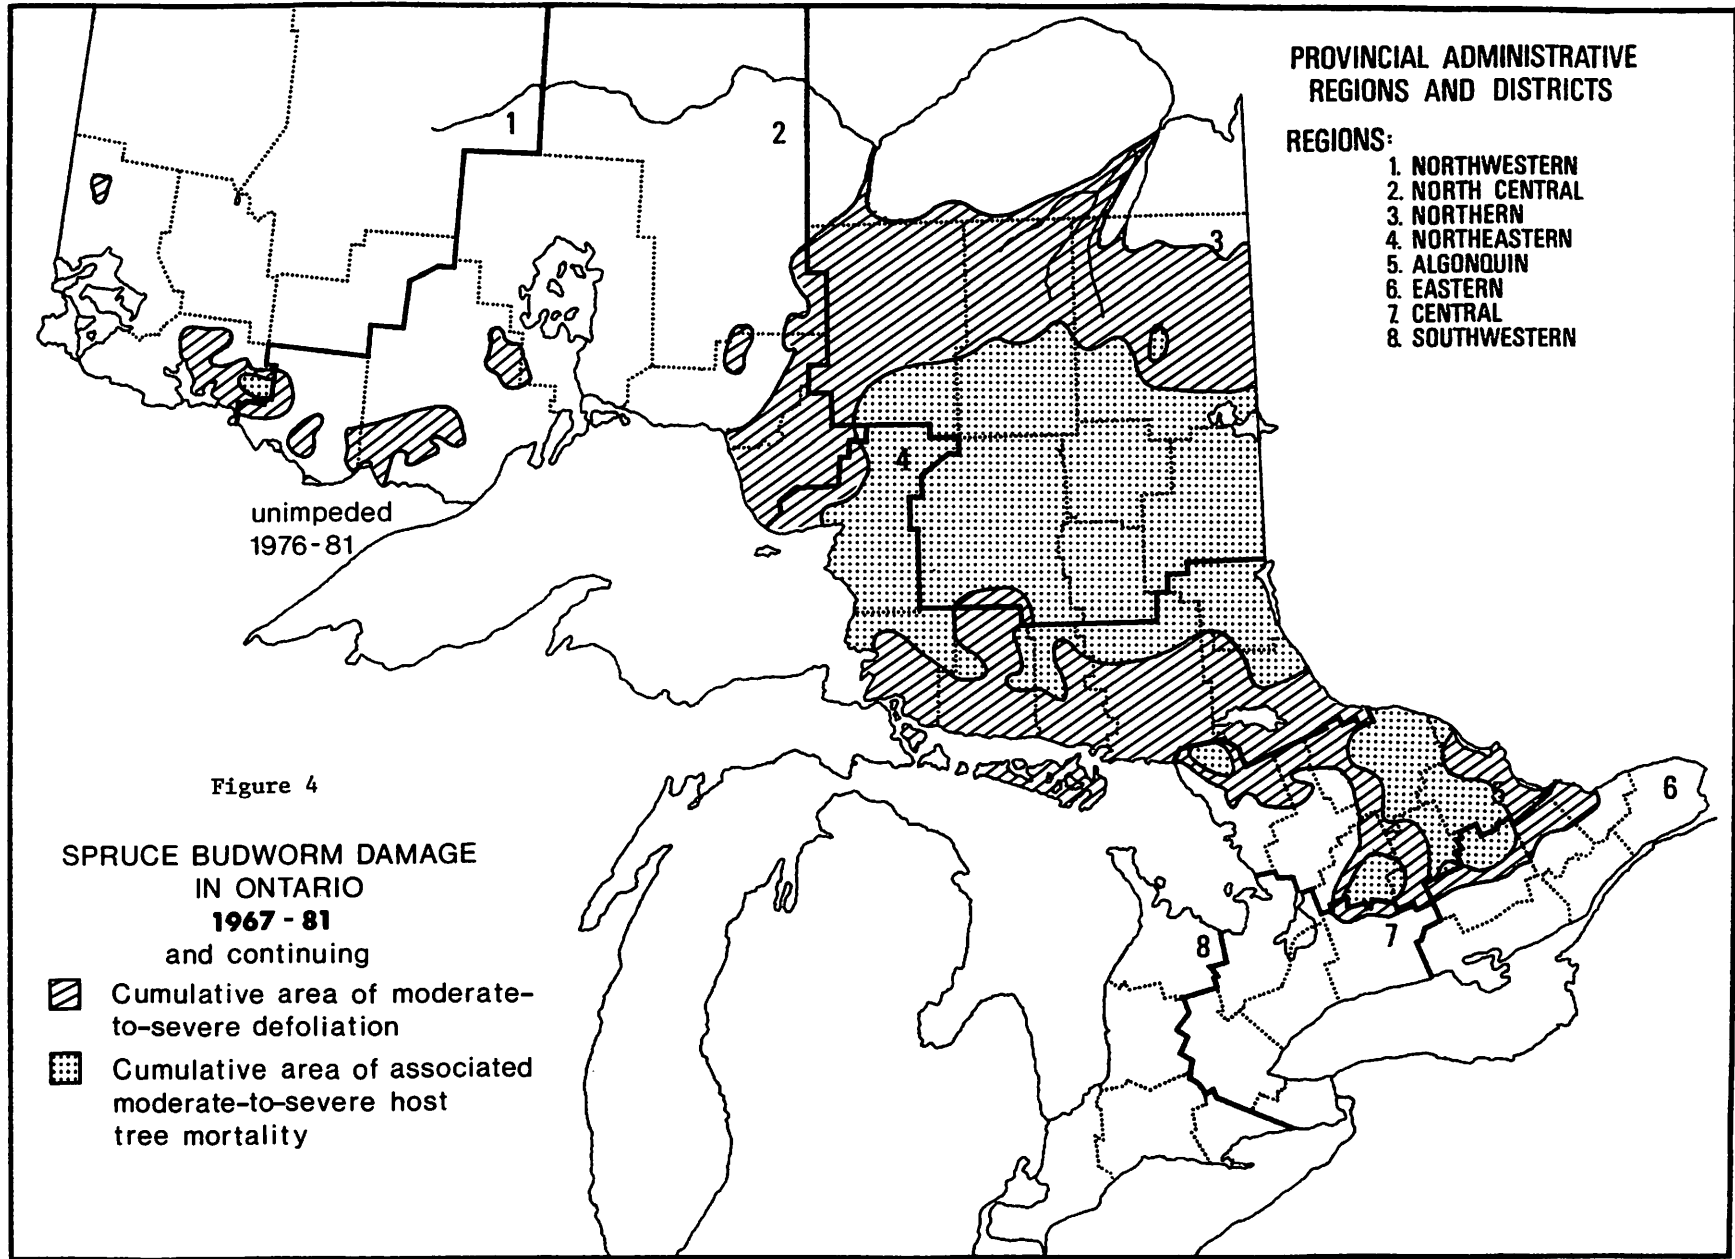 PROVINCIAL ADMINISTRATIVE
REGIONS AND DISTRICTS
REGIONS:
1. NORTHWESTERN
2. NORTH CENTRAL
3. NORTHERN
4. NORTHEASTERN
5. ALGONQUIN
6. EASTERN
7. CENTRAL
8. SOUTHWESTERN
1
2
3
4
unimpeded
1976-81
6
7
8
Figure 4
SPRUCE BUDWORM DAMAGE
IN ONTARIO
1967 - 81
and continuing
Cumulative area of moderate-
to-severe defoliation
Cumulative area of associated
moderate-to-severe host
tree mortality